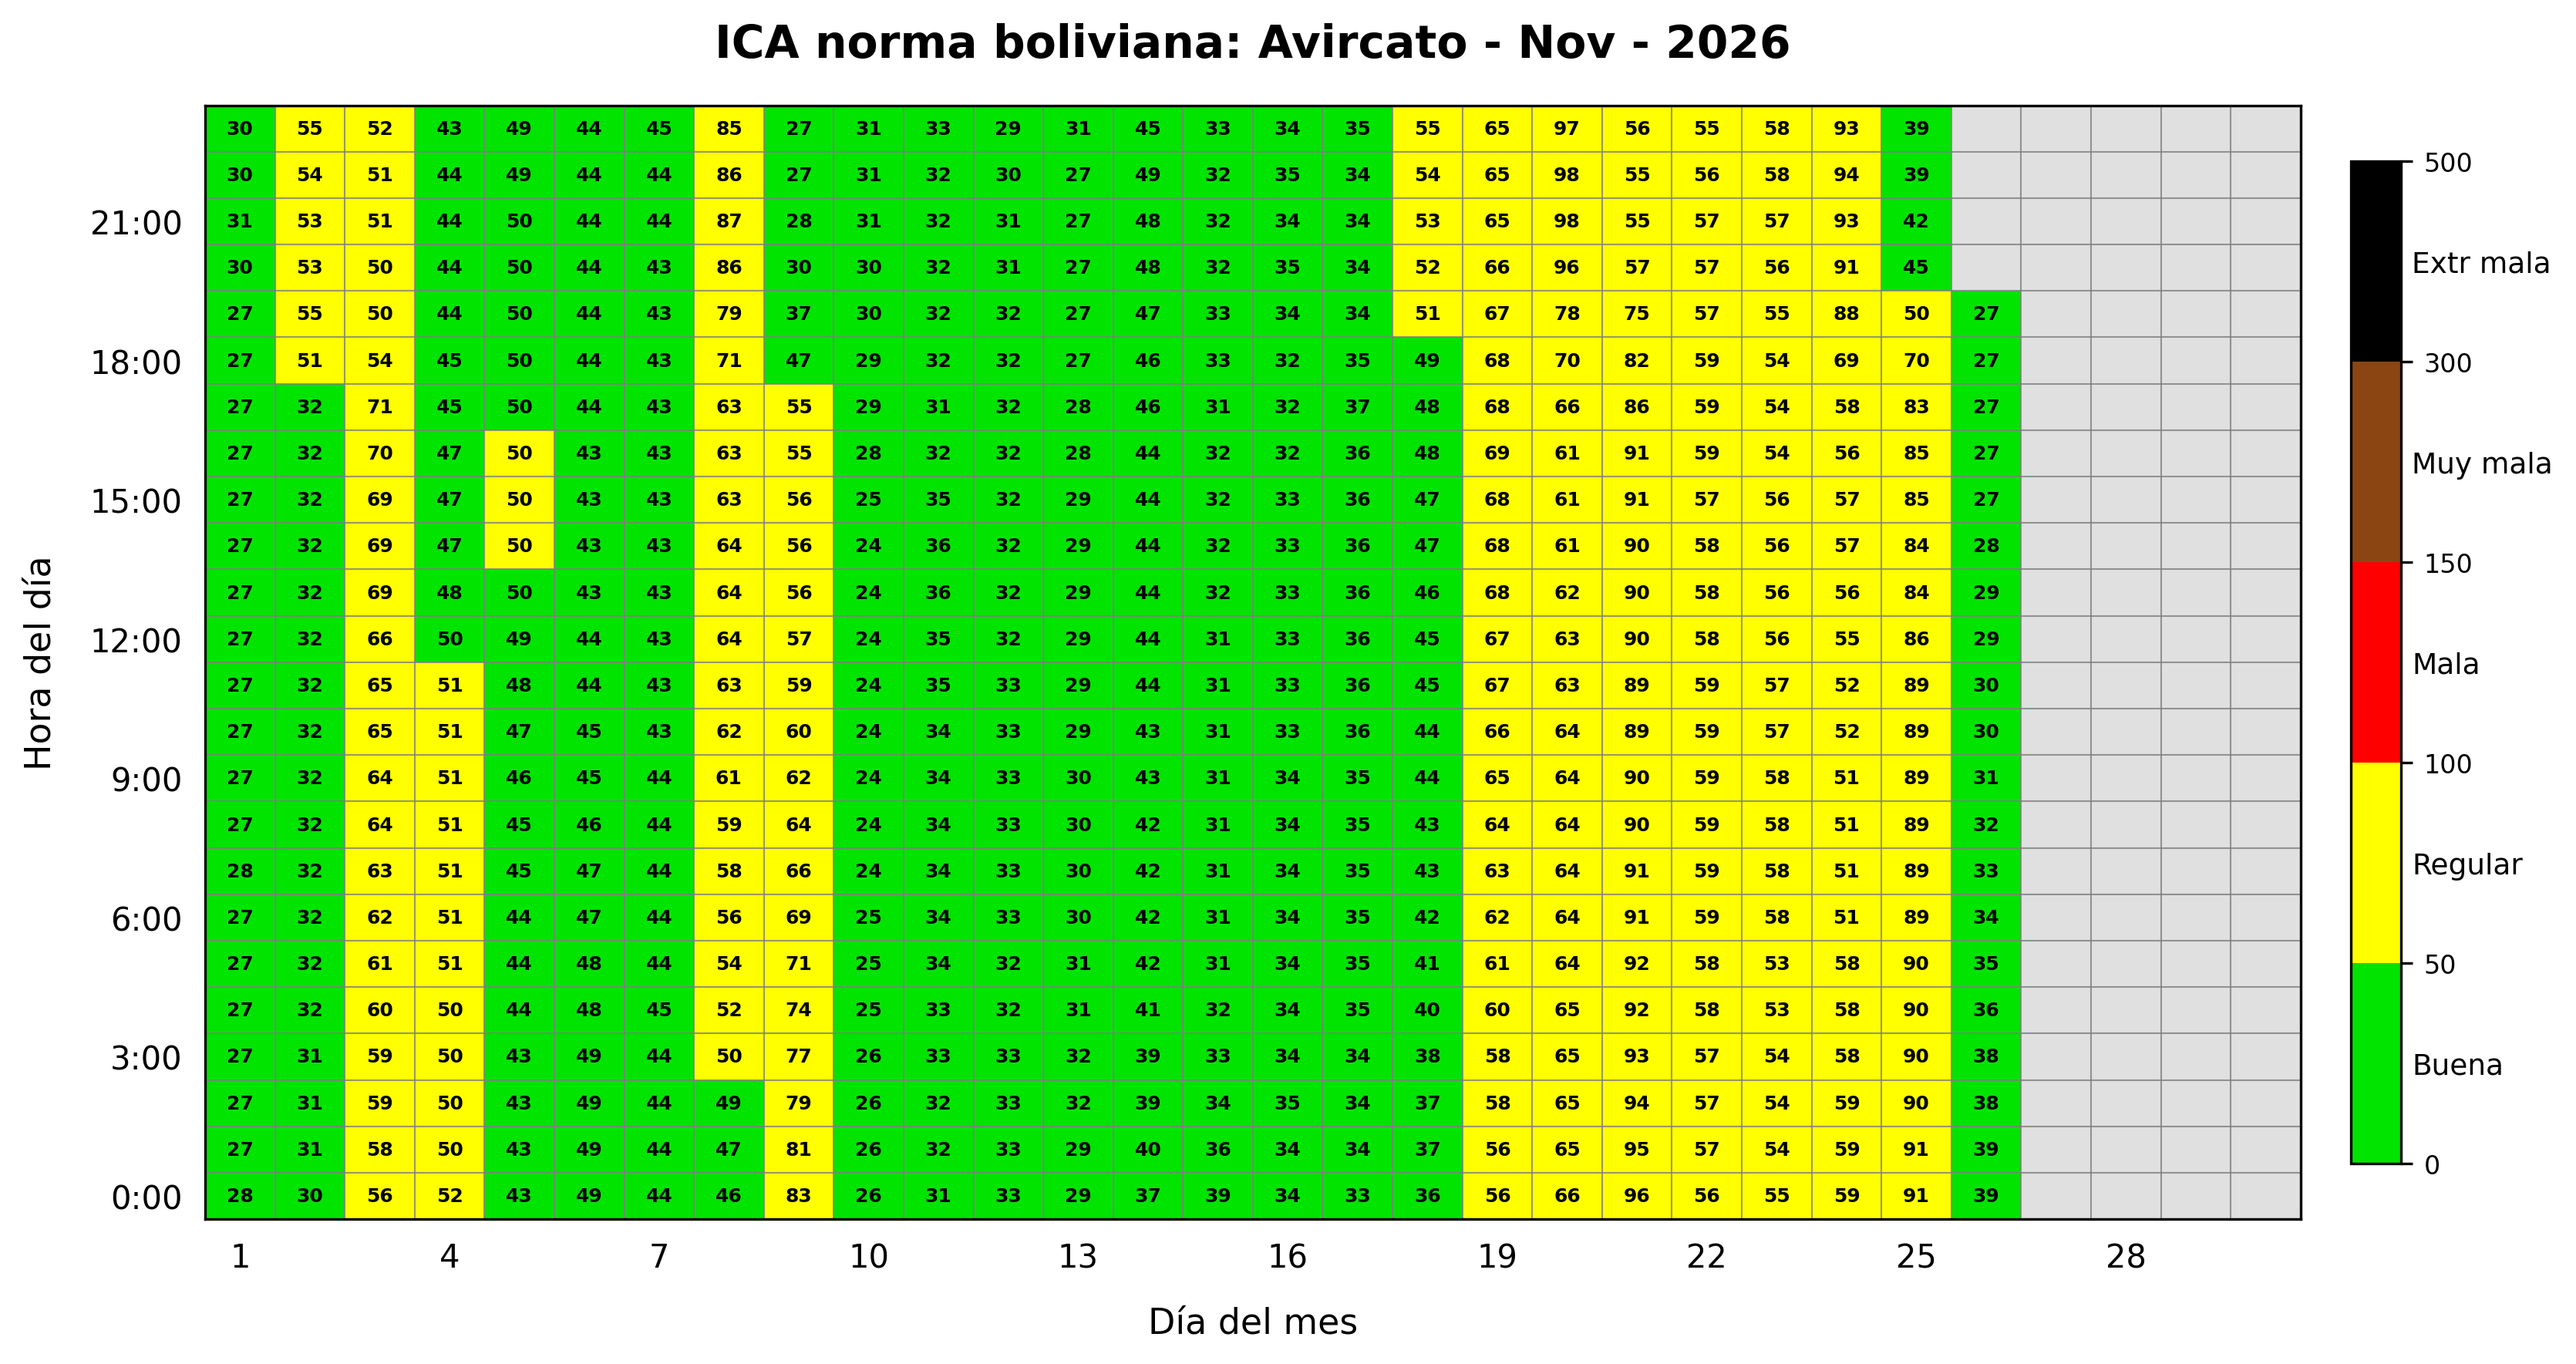 ICA norma boliviana: Avircato - Nov - 2026
30 55 52 43 49 44 45 85 27 31 33 29 31 45 33 34 35 55 65 97 56 55 58 93 39
500
30 54 51 44 49 44 44 86 27 31 32 30 27 49 32 35 34 54 65 98 55 56 58 94 39
21:00 31 53 51 44 50 44 44 87 28 31 32 31 27 48 32 34 34 53 65 98 55 57 57 93 42
30 53 50 44 50 44 43 86 30 30 32 31 27 48 32 35 34 52 66 96 57 57 56 91 45
Extr mala
27 55 50 44 50 44 43 79 37 30 32 32 27 47 33 34 34 51 67 78 75 57 55 88 50 27
18:00 27 51 54 45 50 44 43 71 47 29 32 32 27 46 33 32 35 49 68 70 82 59 54 69 70 27
300
27 32 71 45 50 44 43 63 55 29 31 32 28 46 31 32 37 48 68 66 86 59 54 58 83 27
27 32 70 47 50 43 43 63 55 28 32 32 28 44 32 32 36 48 69 61 91 59 54 56 85 27
Muy mala
15:00 27 32 69 47 50 43 43 63 56 25 35 32 29 44 32 33 36 47 68 61 91 57 56 57 85 27
27 32 69 47 50 43 43 64 56 24 36 32 29 44 32 33 36 47 68 61 90 58 56 57 84 28
150
27 32 69 48 50 43 43 64 56 24 36 32 29 44 32 33 36 46 68 62 90 58 56 56 84 29
12:00 27 32 66 50 49 44 43 64 57 24 35 32 29 44 31 33 36 45 67 63 90 58 56 55 86 29
Mala
27 32 65 51 48 44 43 63 59 24 35 33 29 44 31 33 36 45 67 63 89 59 57 52 89 30
27 32 65 51 47 45 43 62 60 24 34 33 29 43 31 33 36 44 66 64 89 59 57 52 89 30
100
9:00 27 32 64 51 46 45 44 61 62 24 34 33 30 43 31 34 35 44 65 64 90 59 58 51 89 31
27 32 64 51 45 46 44 59 64 24 34 33 30 42 31 34 35 43 64 64 90 59 58 51 89 32
Regular
28 32 63 51 45 47 44 58 66 24 34 33 30 42 31 34 35 43 63 64 91 59 58 51 89 33
6:00 27 32 62 51 44 47 44 56 69 25 34 33 30 42 31 34 35 42 62 64 91 59 58 51 89 34
27 32 61 51 44 48 44 54 71 25 34 32 31 42 31 34 35 41 61 64 92 58 53 58 90 35
50
27 32 60 50 44 48 45 52 74 25 33 32 31 41 32 34 35 40 60 65 92 58 53 58 90 36
3:00 27 31 59 50 43 49 44 50 77 26 33 33 32 39 33 34 34 38 58 65 93 57 54 58 90 38
Buena
27 31 59 50 43 49 44 49 79 26 32 33 32 39 34 35 34 37 58 65 94 57 54 59 90 38
27 31 58 50 43 49 44 47 81 26 32 33 29 40 36 34 34 37 56 65 95 57 54 59 91 39
0
0:00 28 30 56 52 43 49 44 46 83 26 31 33 29 37 39 34 33 36 56 66 96 56 55 59 91 39
1 4 7 10 13 16 19 22 25 28
Hora del día
Día del mes